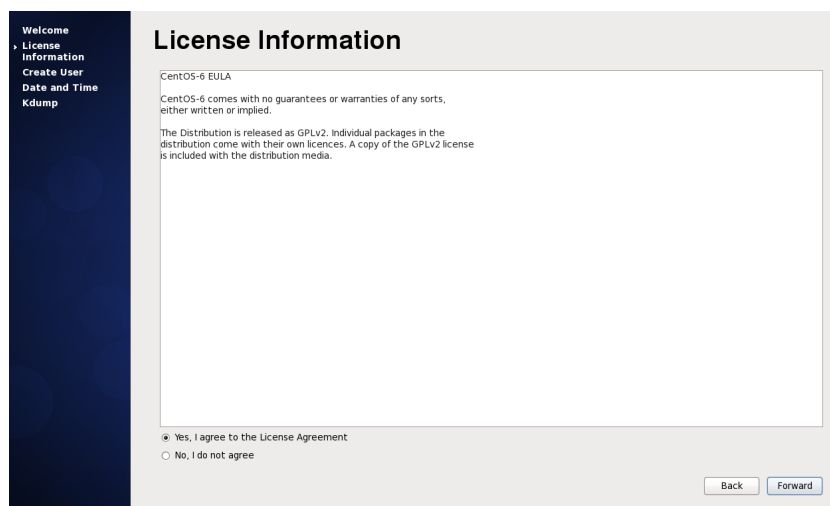 Welcome
License
Information
Create User
Date and Time
Kdump
License Information
CentOS-6 EULA
CentOS-6 comes with no guarantees or warranties of any sorts,
either written or implied.
The Distribution is released as GPLv2. Individual packages in the
distribution come with their own licences. A copy of the GPLv2 license
is included with the distribution media.
Yes, I agree to the License Agreement
No, I do not agree
Back
Forward